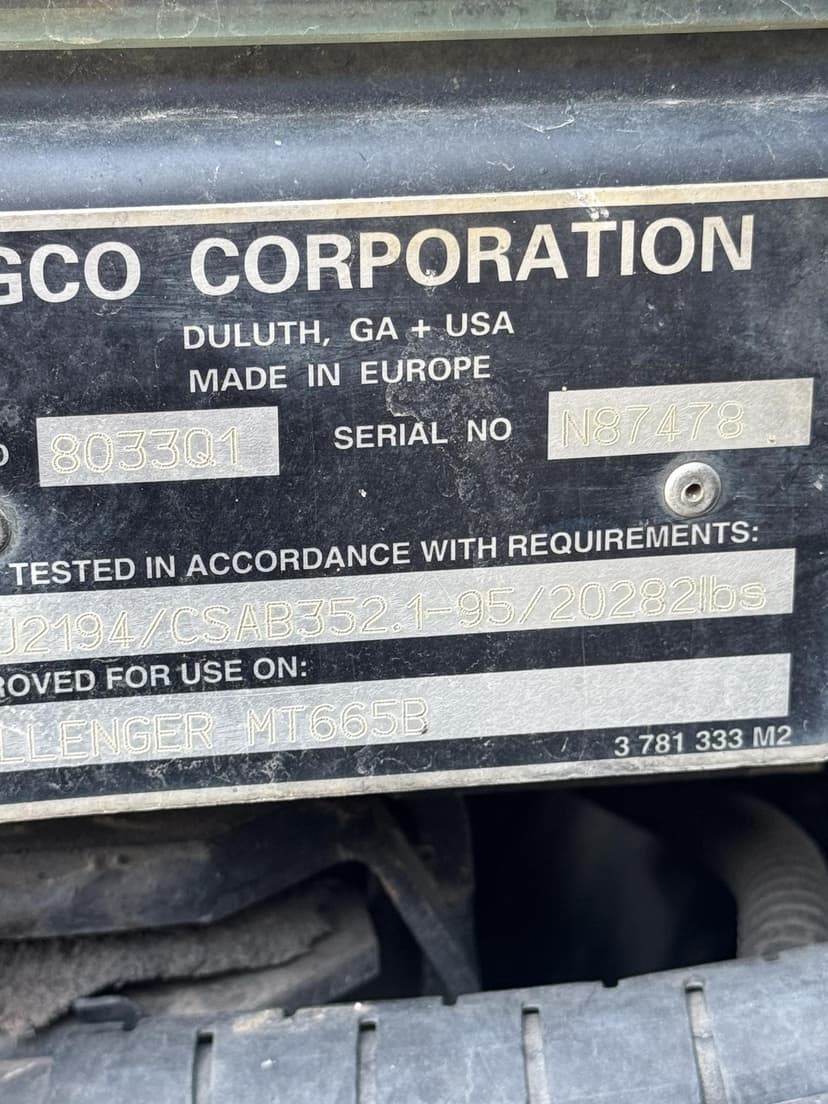 GCO CORPORATION
DULUTH, GA + USA
MADE IN EUROPE
8033Q1 SERIAL NO N87478
TESTED IN ACCORDANCE WITH REQUIREMENTS:
J2194/CSAB352.1-95/20282lbs
ROVED FOR USE ON:
LLENGER MT665B
3 781 333 M2